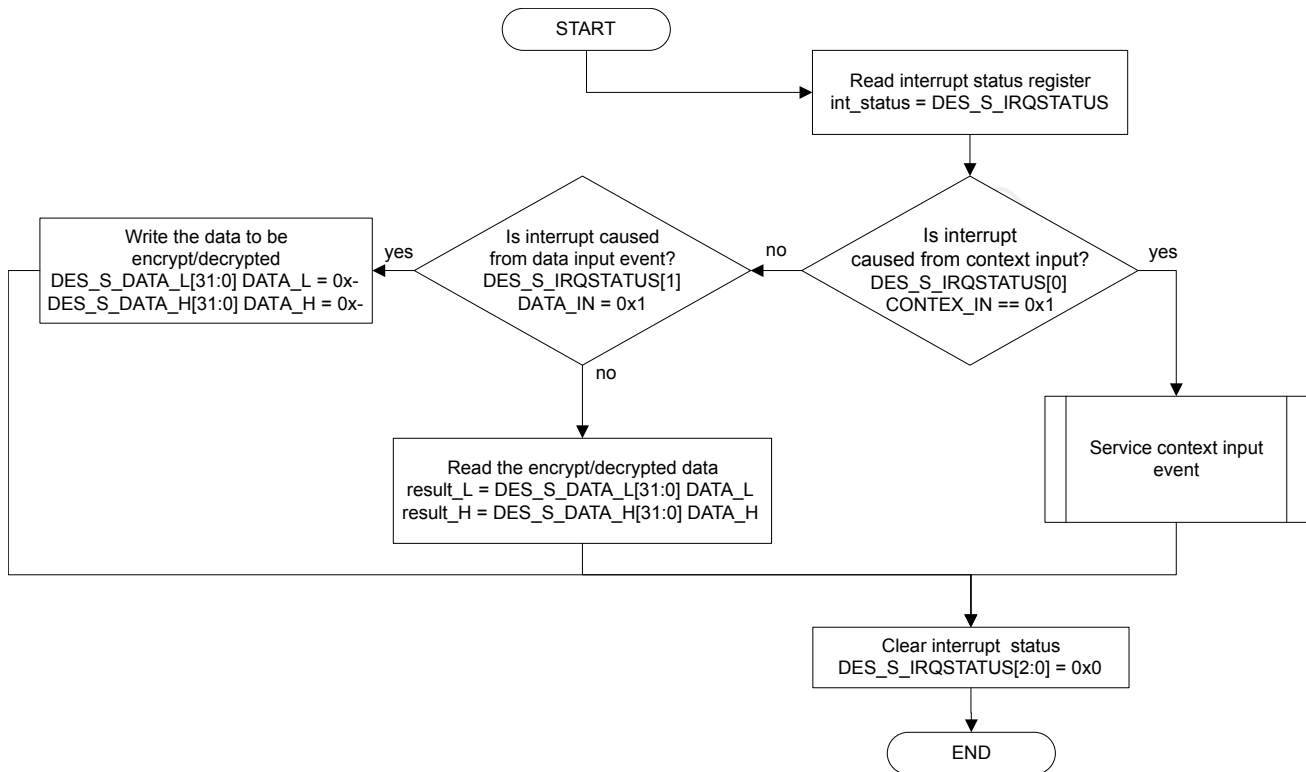 START
Read interrupt status register
int_status = DES_S_IRQSTATUS
Is interrupt
caused from context input?
DES_S_IRQSTATUS[0]
CONTEX_IN == 0x1
yes
no
Is interrupt caused
from data input event?
DES_S_IRQSTATUS[1]
DATA_IN = 0x1
yes
no
Write the data to be
encrypt/decrypted
DES_S_DATA_L[31:0] DATA_L = 0x-
DES_S_DATA_H[31:0] DATA_H = 0x-
Read the encrypt/decrypted data
result_L = DES_S_DATA_L[31:0] DATA_L
result_H = DES_S_DATA_H[31:0] DATA_H
Service context input
event
Clear interrupt  status
DES_S_IRQSTATUS[2:0] = 0x0
END